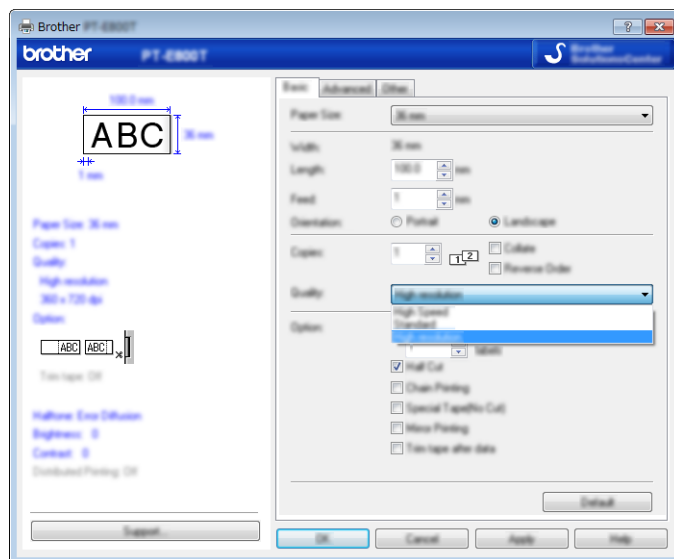 Brother PT-E800T
brother PT-E800T
Brother
SolutionsCenter
Basic Advanced Other
100.0 mm
ABC
36 mm
1 mm
Paper Size: 36 mm
Width: 36 mm
Length: 100.0 mm
Feed: 1 mm
Orientation: Portrait Landscape
Paper Size: 36 mm
Copies: 1
Quality:
High resolution
360 x 720 dpi
Option:
ABC ABC
Trim tape: Off
Halftone: Error Diffusion
Brightness: 0
Contrast: 0
Distributed Printing: Off
Support...
Copies: 1 1 2 Collate
Reverse Order
Quality: High resolution
High Speed
Standard
High resolution
Option:
1 labels
Half Cut
Chain Printing
Special Tape(No Cut)
Mirror Printing
Trim tape after data
Default
OK Cancel Apply Help